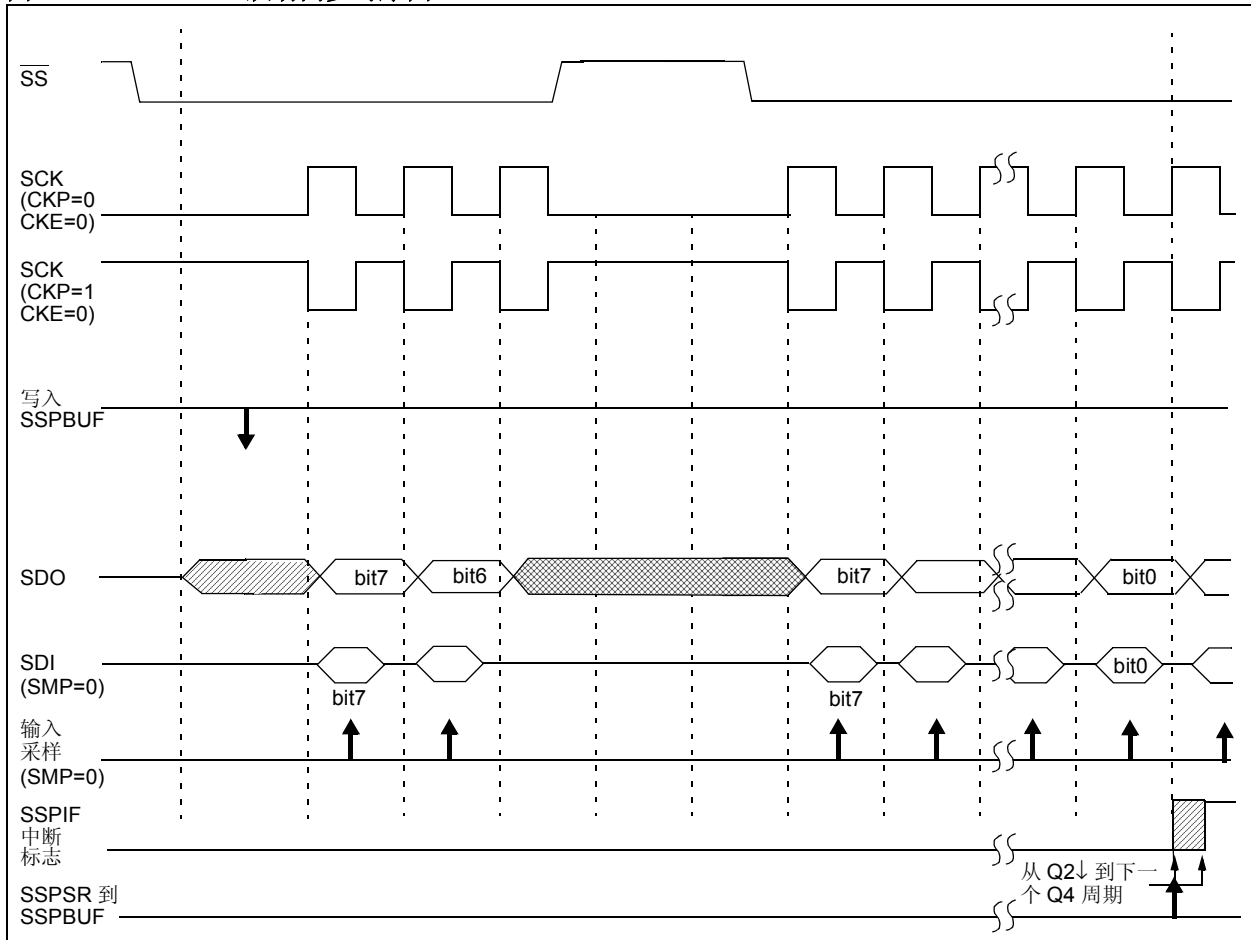 SS
SCK
(CKP=0
CKE=0)
SCK
(CKP=1
CKE=0)
写入
SSPBUF
SDO
bit7
bit6
bit7
bit0
SDI
(SMP=0)
bit7
bit7
bit0
输入
采样
(SMP=0)
SSPIF
中断
标志
从 Q2↓ 到下一
个 Q4 周期
SSPSR 到
SSPBUF